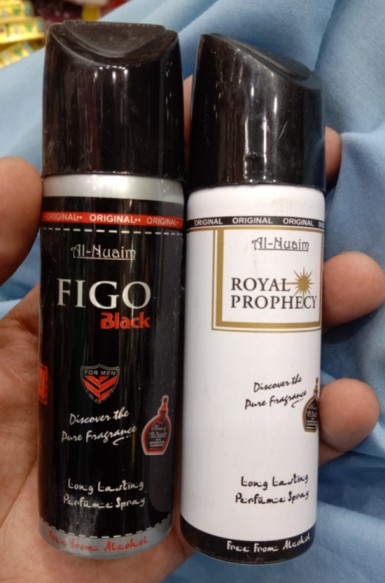 ORIGINAL•• ORIGINAL•• ORIGINAL
Al-Nuaim
FIGO
Black
FOR MEN
Discover the
Pure Fragrance
Long Lasting
Perfume Spray
Free From Alcohol
ORIGINAL ORIGINAL ORIGINAL
Al-Nuaim
ROYAL
PROPHECY
Discover the
Pure Fragrance
Long Lasting
Perfume Spray
Free From Alcohol